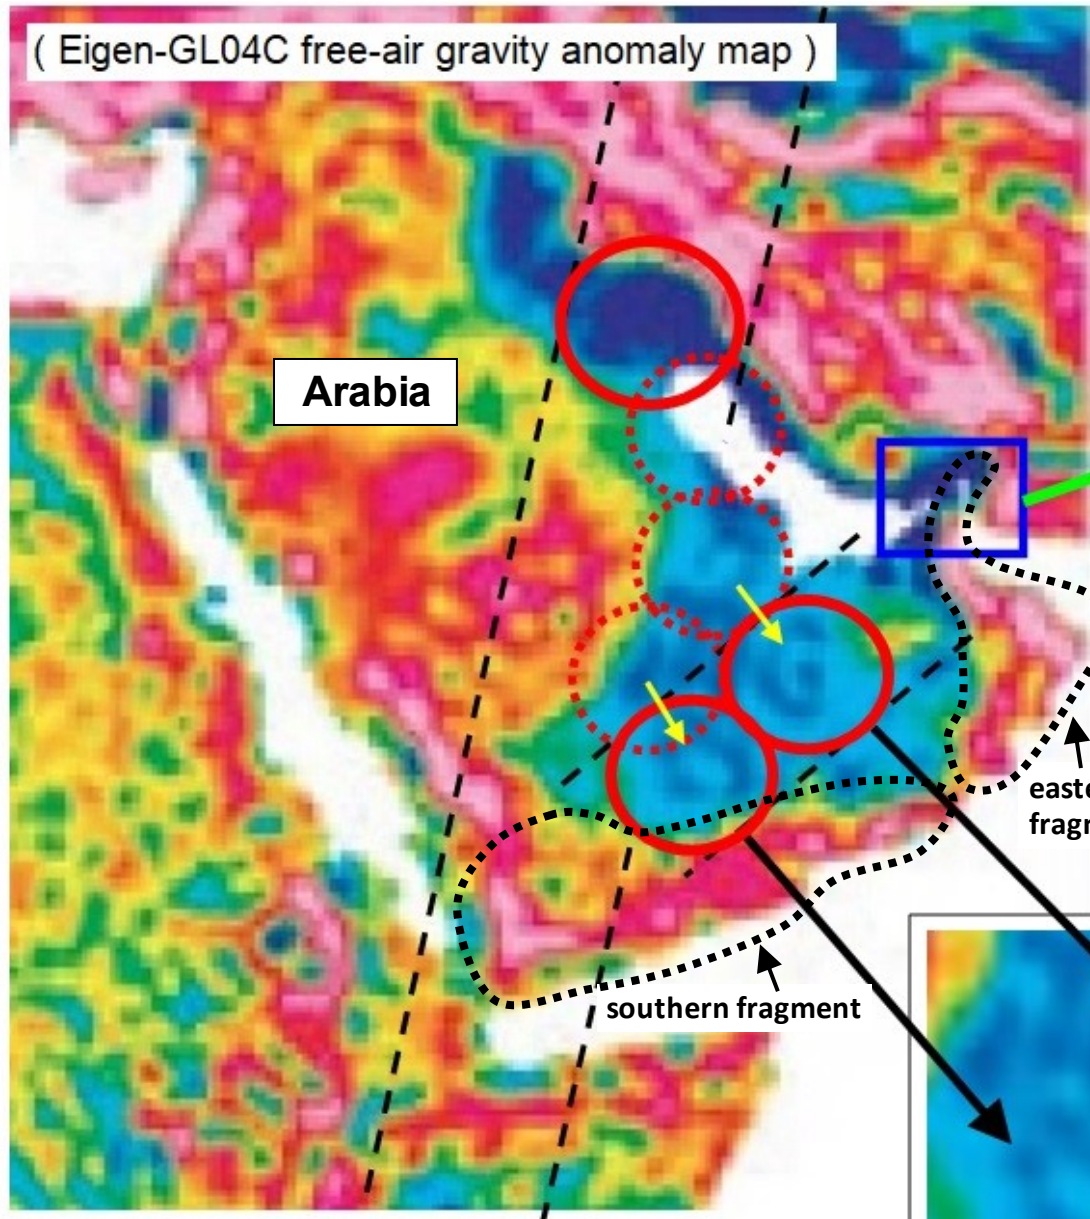 ( Eigen-GL04C free-air gravity anomaly map )
Arabia
southern fragment